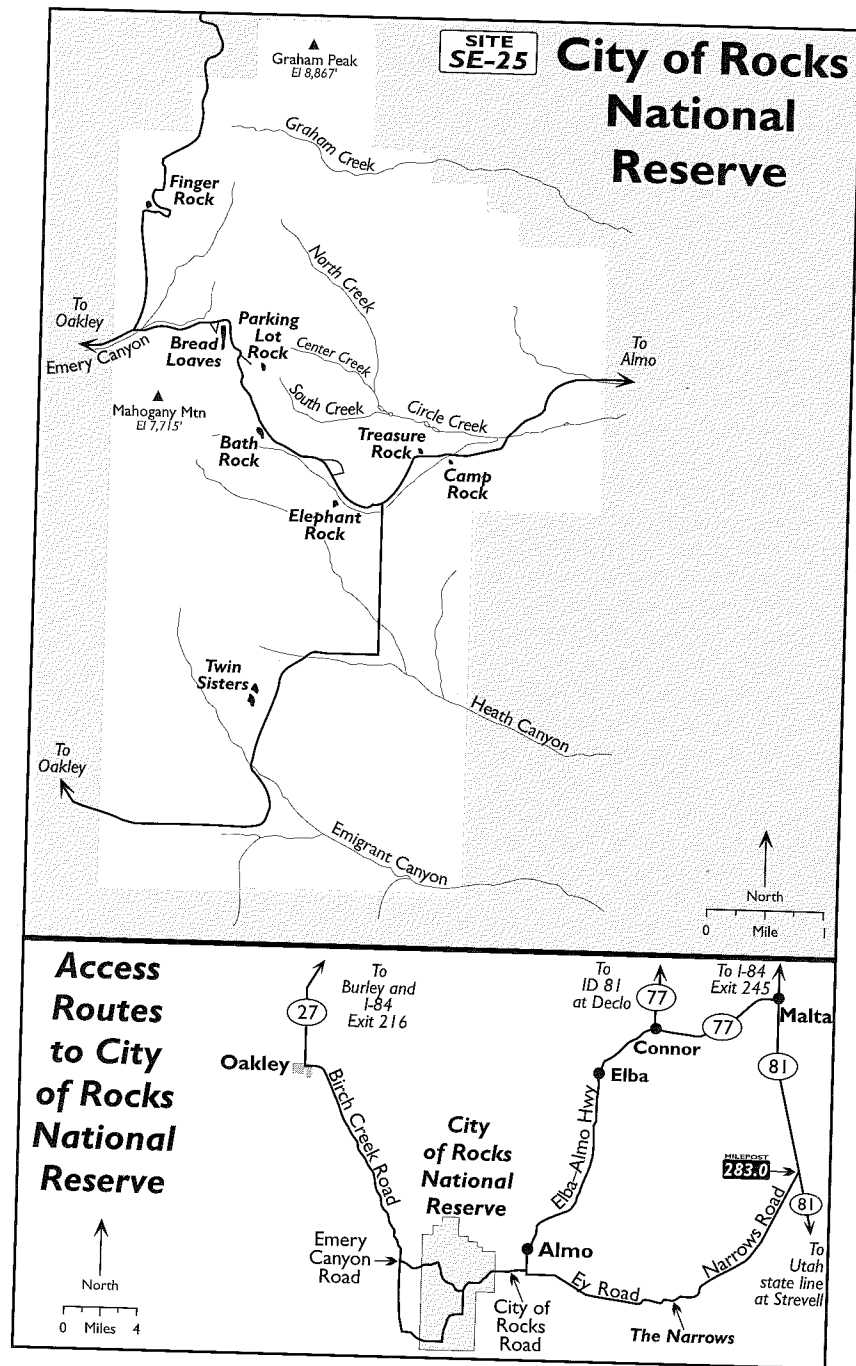 SITE
SE-25
City of Rocks
National
Reserve
Graham Peak
El 8,867'
Graham Creek
Finger
Rock
North Creek
To
Oakley
Emery Canyon
Bread
Loaves
Parking
Lot
Rock
Center Creek
South Creek
Circle Creek
To
Almo
Mahogany Mtn
El 7,715'
Bath
Rock
Treasure
Rock
Camp
Rock
Elephant
Rock
Twin
Sisters
Heath Canyon
To
Oakley
Emigrant Canyon
North
0 Mile 1
Access
Routes
to City
of Rocks
National
Reserve
27
To
Burley and
I-84
Exit 216
To
ID 81
at Declo
77
To I-84
Exit 245
77
Malta
Connor
81
Oakley
Elba
Birch Creek Road
City
of Rocks
National
Reserve
Elba-Almo Hwy
MILEPOST
283.0
81
Narrows Road
Emery
Canyon
Road
Almo
Ey Road
To
Utah
state line
at Strevell
City of
Rocks
Road
The Narrows
North
0 Miles 4